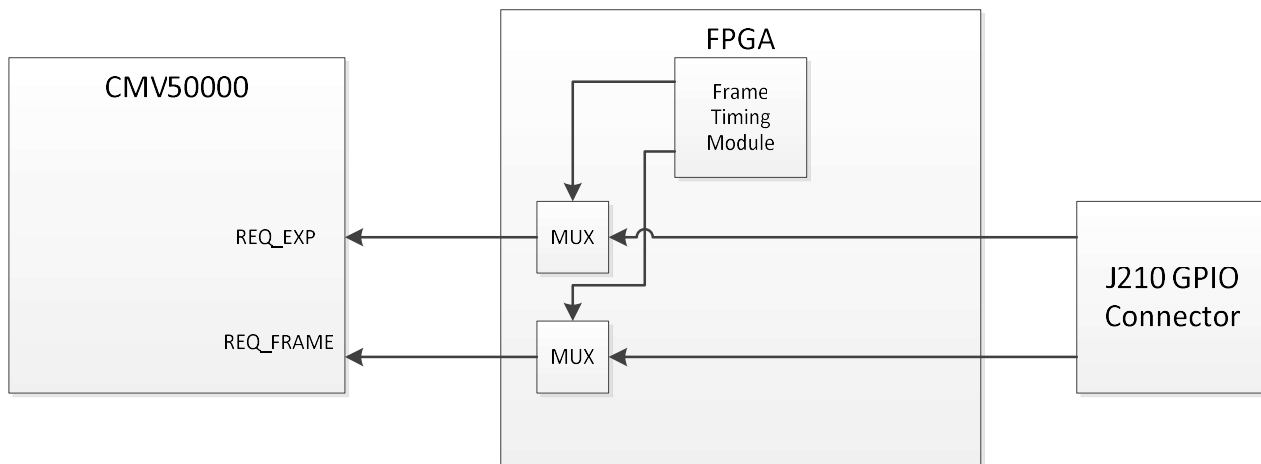 CMV50000
REQ_EXP
REQ_FRAME
FPGA
Frame
Timing
Module
MUX
MUX
J210 GPIO
Connector